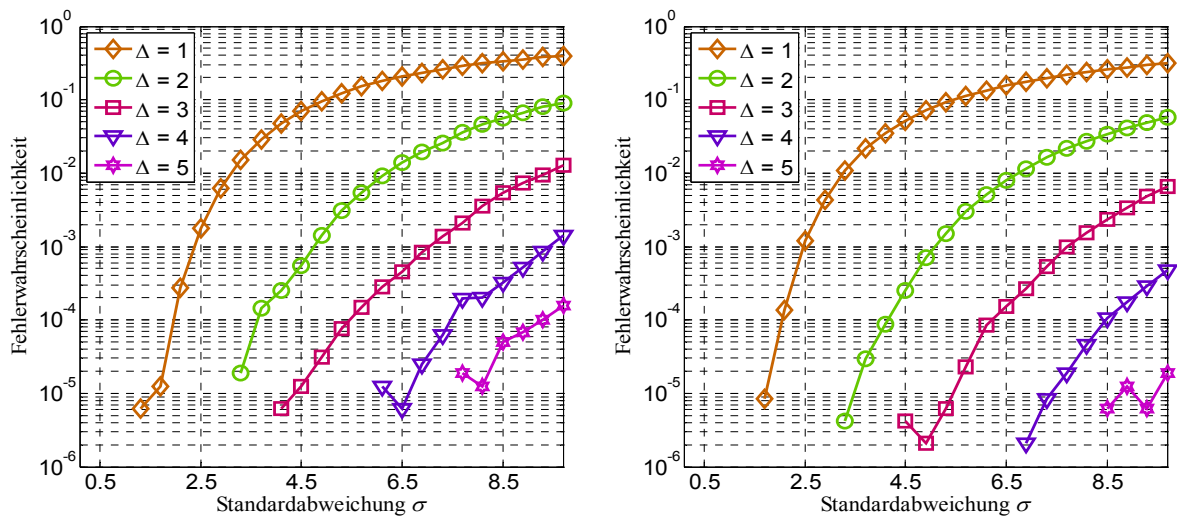 10^0
10^-1
10^-2
10^-3
10^-4
10^-5
10^-6
Fehlerwahrscheinlichkeit
Δ = 1
Δ = 2
Δ = 3
Δ = 4
Δ = 5
0.5 2.5 4.5 6.5 8.5
Standardabweichung σ
10^0
10^-1
10^-2
10^-3
10^-4
10^-5
10^-6
Fehlerwahrscheinlichkeit
Δ = 1
Δ = 2
Δ = 3
Δ = 4
Δ = 5
0.5 2.5 4.5 6.5 8.5
Standardabweichung σ